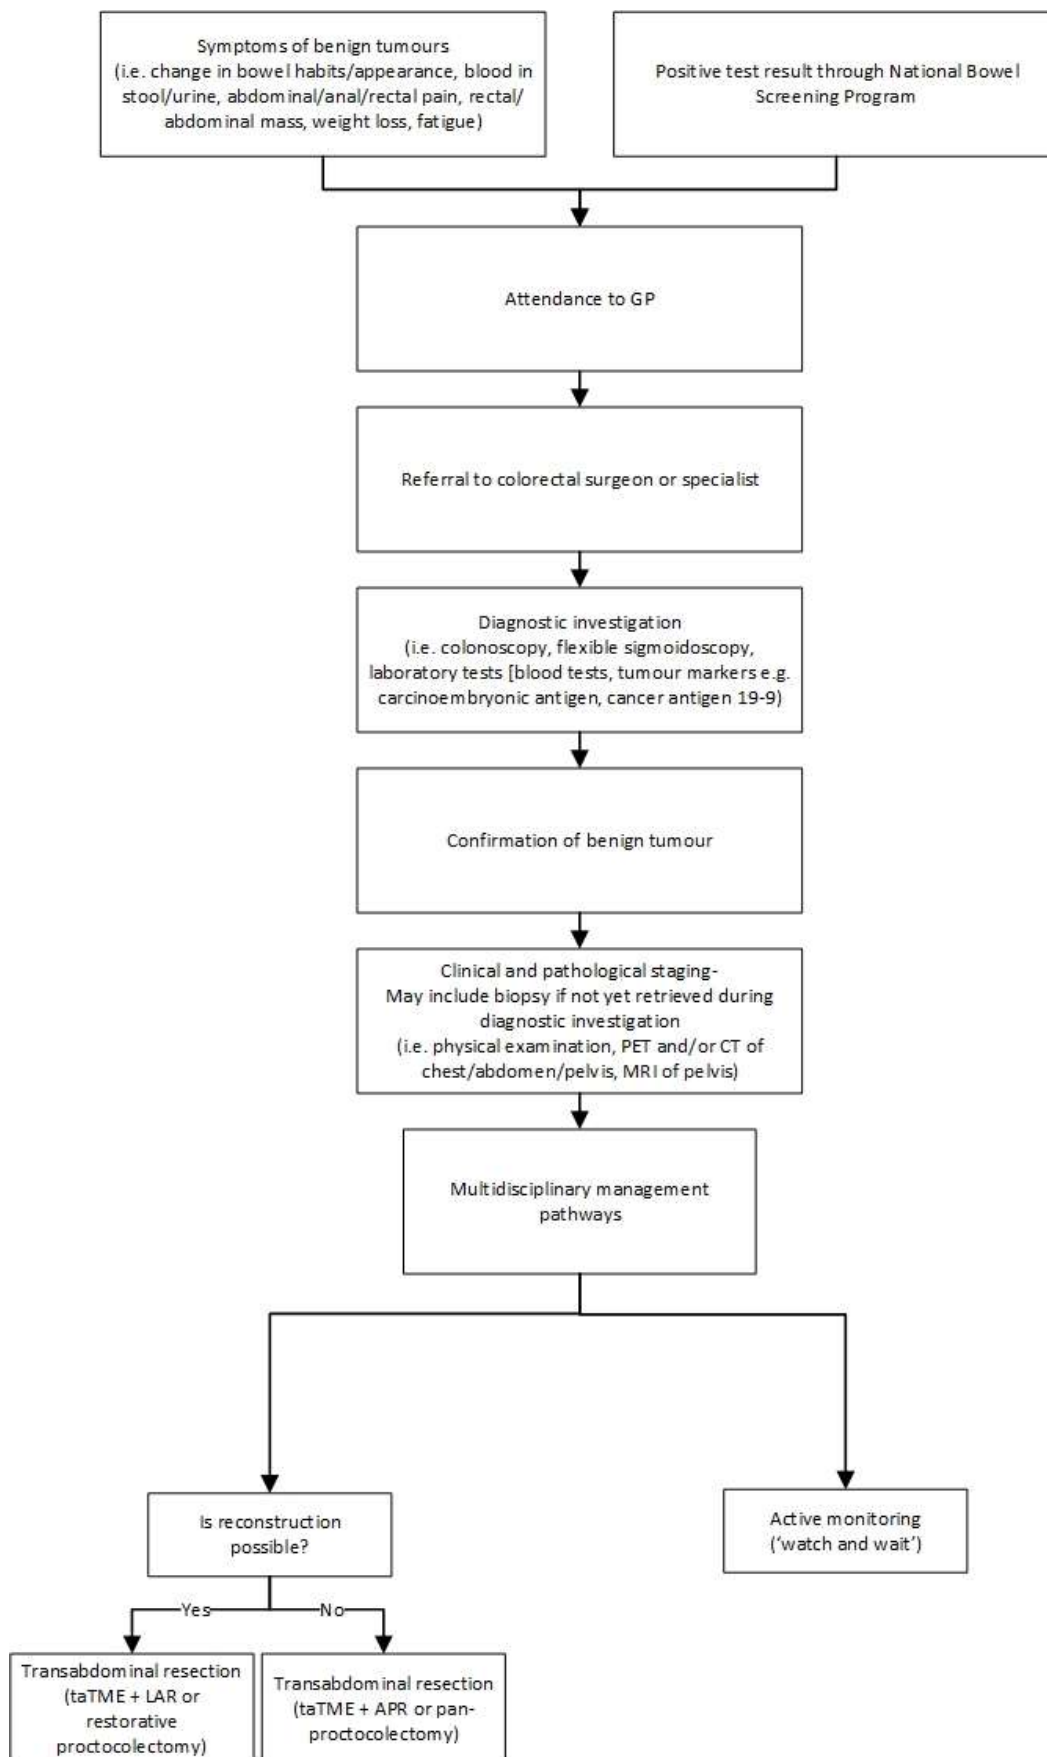 Symptoms of benign tumours
(i.e. change in bowel habits/appearance, blood in
stool/urine, abdominal/anal/rectal pain, rectal/
abdominal mass, weight loss, fatigue)
Positive test result through National Bowel
Screening Program
Attendance to GP
Referral to colorectal surgeon or specialist
Diagnostic investigation
(i.e. colonoscopy, flexible sigmoidoscopy,
laboratory tests [blood tests, tumour markers e.g.
carcinoembryonic antigen, cancer antigen 19-9)
Confirmation of benign tumour
Clinical and pathological staging-
May include biopsy if not yet retrieved during
diagnostic investigation
(i.e. physical examination, PET and/or CT of
chest/abdomen/pelvis, MRI of pelvis)
Multidisciplinary management
pathways
Is reconstruction
possible?
Active monitoring
('watch and wait')
Yes
No
Transabdominal resection
(taTME + LAR or
restorative
proctocolectomy)
Transabdominal resection
(taTME + APR or pan-
proctocolectomy)